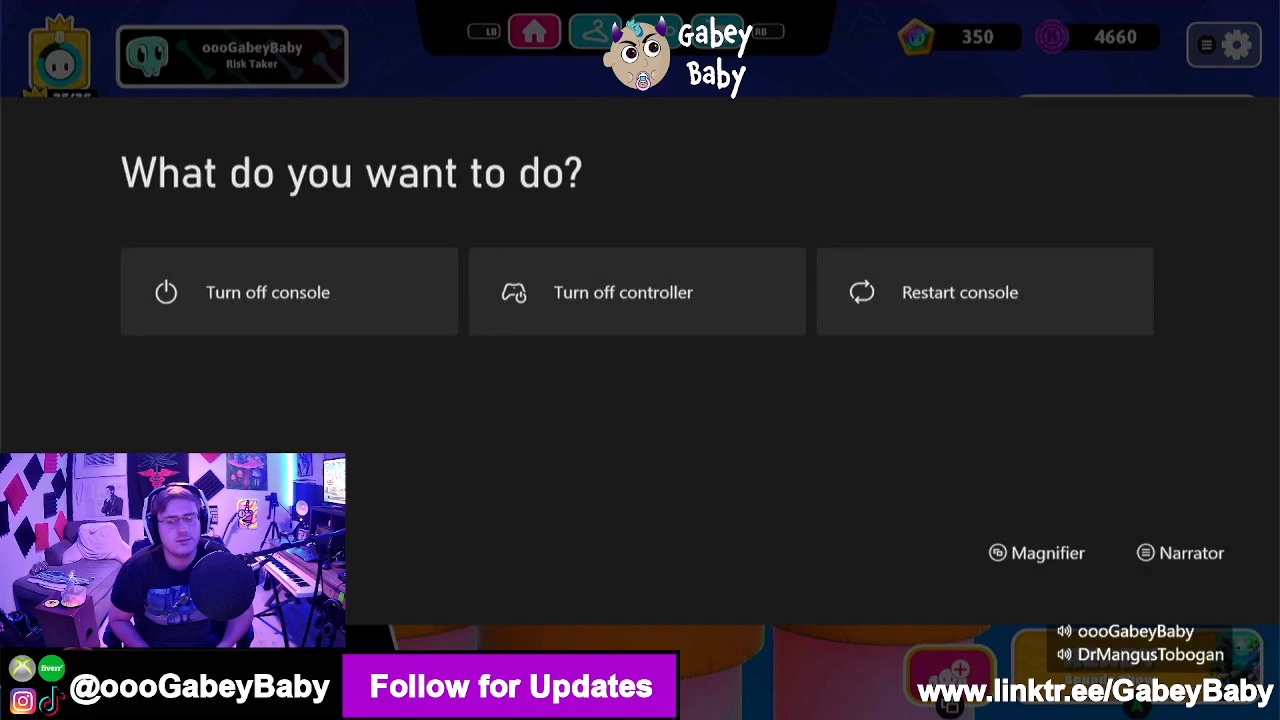 oooGabeyBaby
Risk Taker
LB
RB
Gabey
Baby
350
4660
What do you want to do?
Turn off console
Turn off controller
Restart console
Magnifier
Narrator
oooGabeyBaby
DrMangusTobogan
fiverr
@oooGabeyBaby
Follow for Updates
www.linktr.ee/GabeyBaby